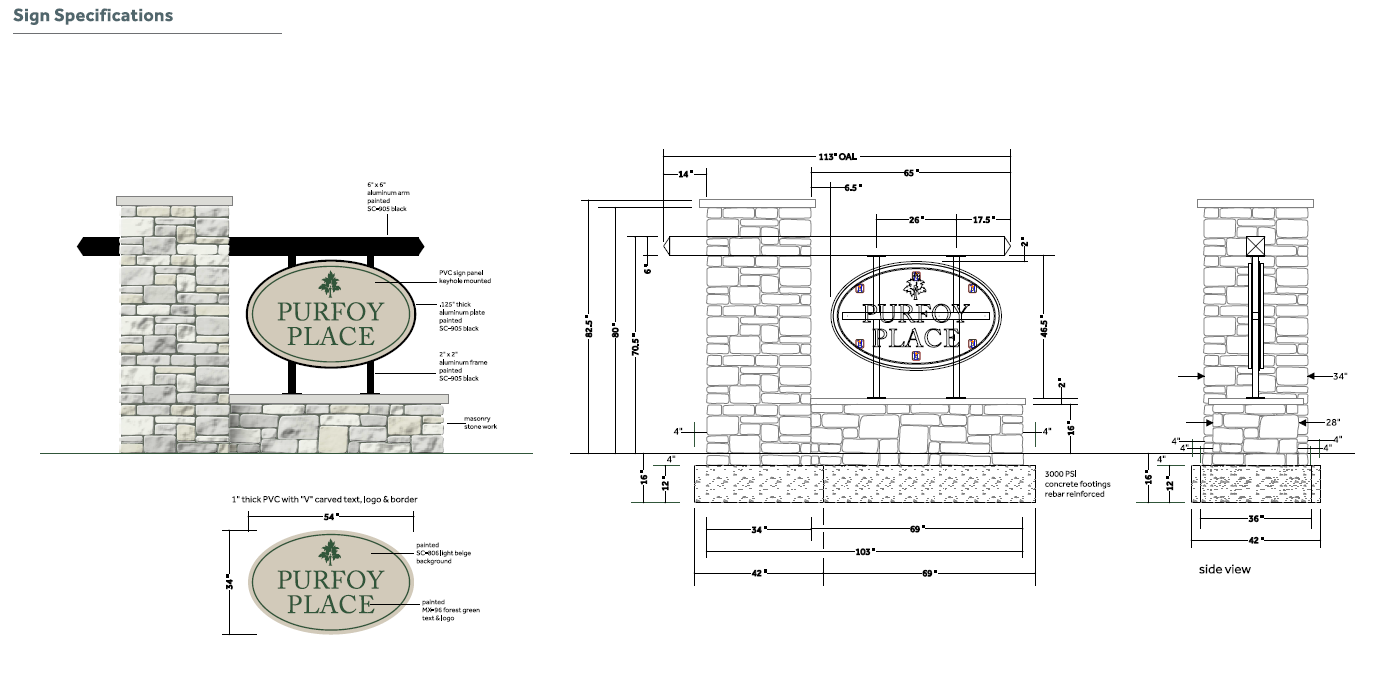 Sign Specifications
6" x 6"
aluminum arm
painted
SC-905 black
PVC sign panel
keyhole mounted
.125" thick
aluminum plate
painted
SC-905 black
2" x 2"
aluminum frame
painted
SC-905 black
masonry
stone work
PURFOY
PLACE
1" thick PVC with "V" carved text, logo & border
54"
34"
PURFOY
PLACE
painted
SC-806 light beige
background
painted
MX-96 forest green
text & logo
113" OAL
14"
65"
6.5"
26"
17.5"
2"
6"
82.5"
80"
70.5"
46.5"
2"
16"
PURFOY
PLACE
4"
4"
4"
16"
12"
3000 PSI
concrete footings
rebar reinforced
34"
69"
103"
42"
69"
34"
28"
4"
4"
4"
4"
4"
16"
12"
36"
42"
side view